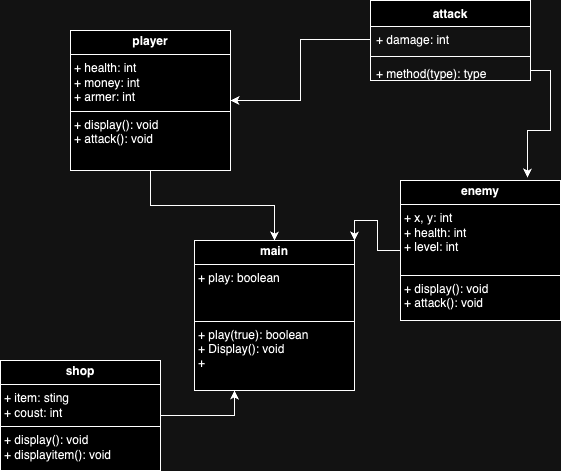 attack
+ damage: int
+ method(type): type
player
+ health: int
+ money: int
+ armer: int
+ display(): void
+ attack(): void
enemy
+ x, y: int
+ health: int
+ level: int
+ display(): void
+ attack(): void
main
+ play: boolean
+ play(true): boolean
+ Display(): void
+
shop
+ item: sting
+ coust: int
+ display(): void
+ displayitem(): void